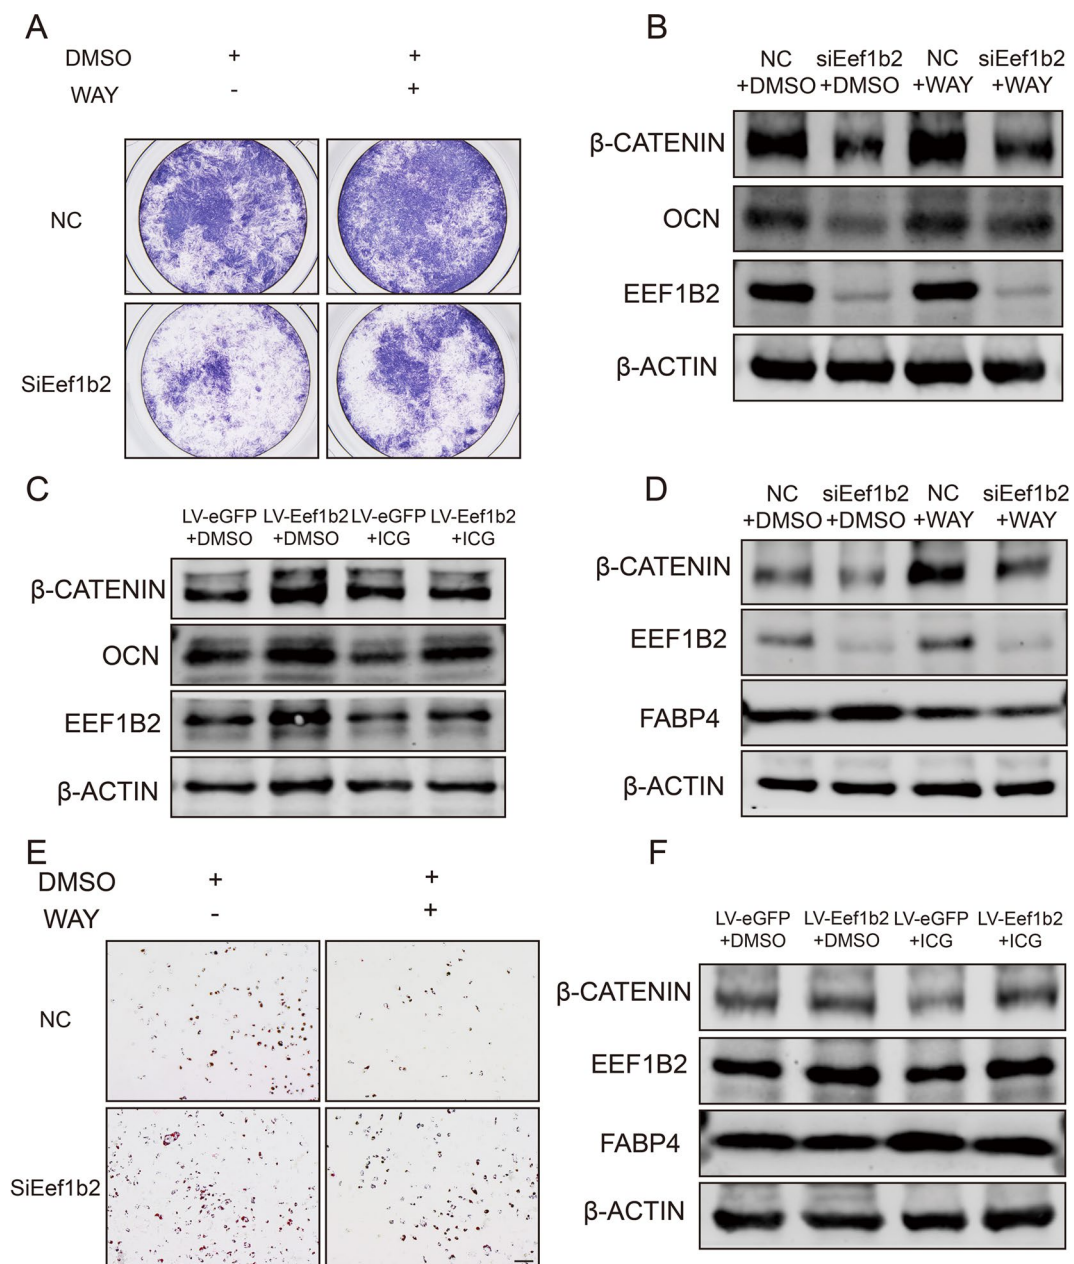 A
DMSO + +
WAY - +
NC
SiEef1b2
B
NC siEef1b2 NC siEef1b2
+DMSO +DMSO +WAY +WAY
β-CATENIN
OCN
EEF1B2
β-ACTIN
C
LV-eGFP LV-Eef1b2 LV-eGFP LV-Eef1b2
+DMSO +DMSO +ICG +ICG
β-CATENIN
OCN
EEF1B2
β-ACTIN
D
NC siEef1b2 NC siEef1b2
+DMSO +DMSO +WAY +WAY
β-CATENIN
EEF1B2
FABP4
β-ACTIN
E
DMSO + +
WAY - +
NC
SiEef1b2
F
LV-eGFP LV-Eef1b2 LV-eGFP LV-Eef1b2
+DMSO +DMSO +ICG +ICG
β-CATENIN
EEF1B2
FABP4
β-ACTIN